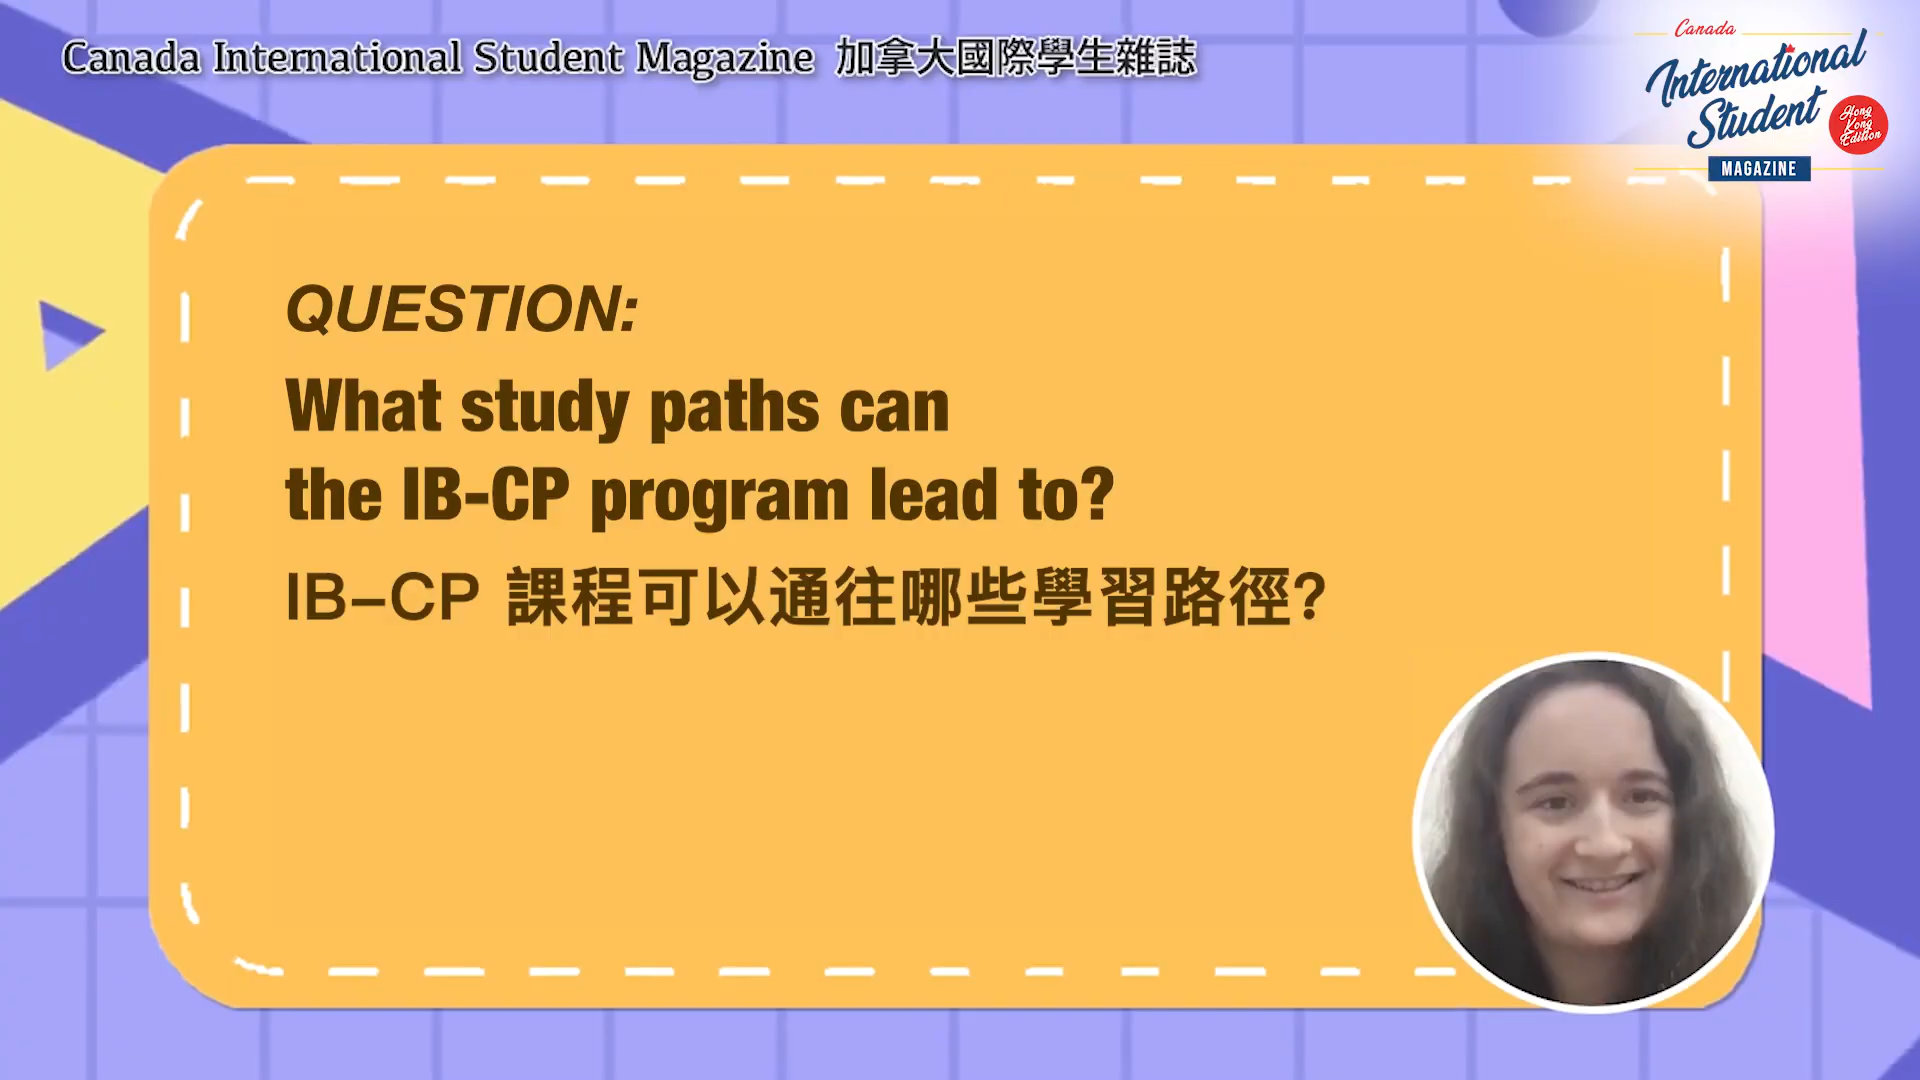 Canada International Student Magazine 加拿大國際學生雜誌
Canada
International
Student
Hong
Kong
Edition
MAGAZINE
QUESTION:
What study paths can
the IB-CP program lead to?
IB-CP 課程可以通往哪些學習路徑?